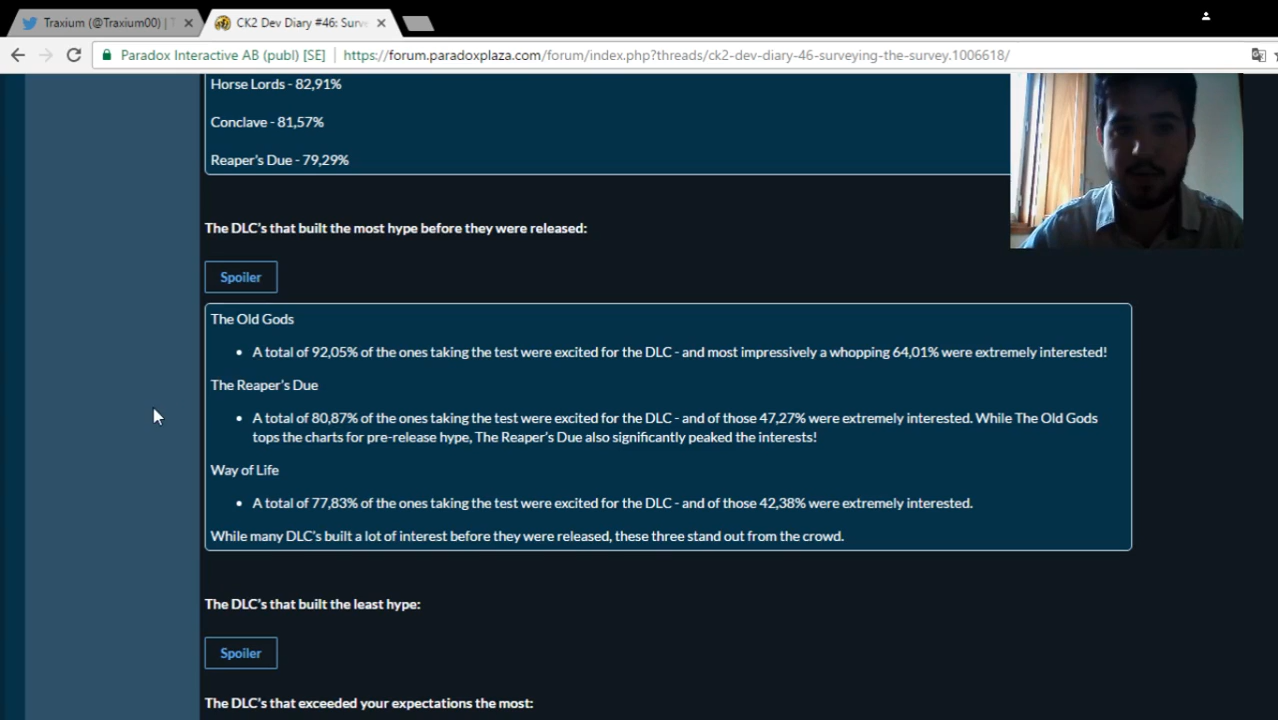 Traxium (@Traxium00) | T
CK2 Dev Diary #46: Surve
Paradox Interactive AB (publ) [SE]
https://forum.paradoxplaza.com/forum/index.php?threads/ck2-dev-diary-46-surveying-the-survey.1006618/
Horse Lords - 82,91%
Conclave - 81,57%
Reaper's Due - 79,29%
The DLC's that built the most hype before they were released:
Spoiler
The Old Gods
• A total of 92,05% of the ones taking the test were excited for the DLC - and most impressively a whopping 64,01% were extremely interested!
The Reaper's Due
• A total of 80,87% of the ones taking the test were excited for the DLC - and of those 47,27% were extremely interested. While The Old Gods
tops the charts for pre-release hype, The Reaper's Due also significantly peaked the interests!
Way of Life
• A total of 77,83% of the ones taking the test were excited for the DLC - and of those 42,38% were extremely interested.
While many DLC's built a lot of interest before they were released, these three stand out from the crowd.
The DLC's that built the least hype:
Spoiler
The DLC's that exceeded your expectations the most: